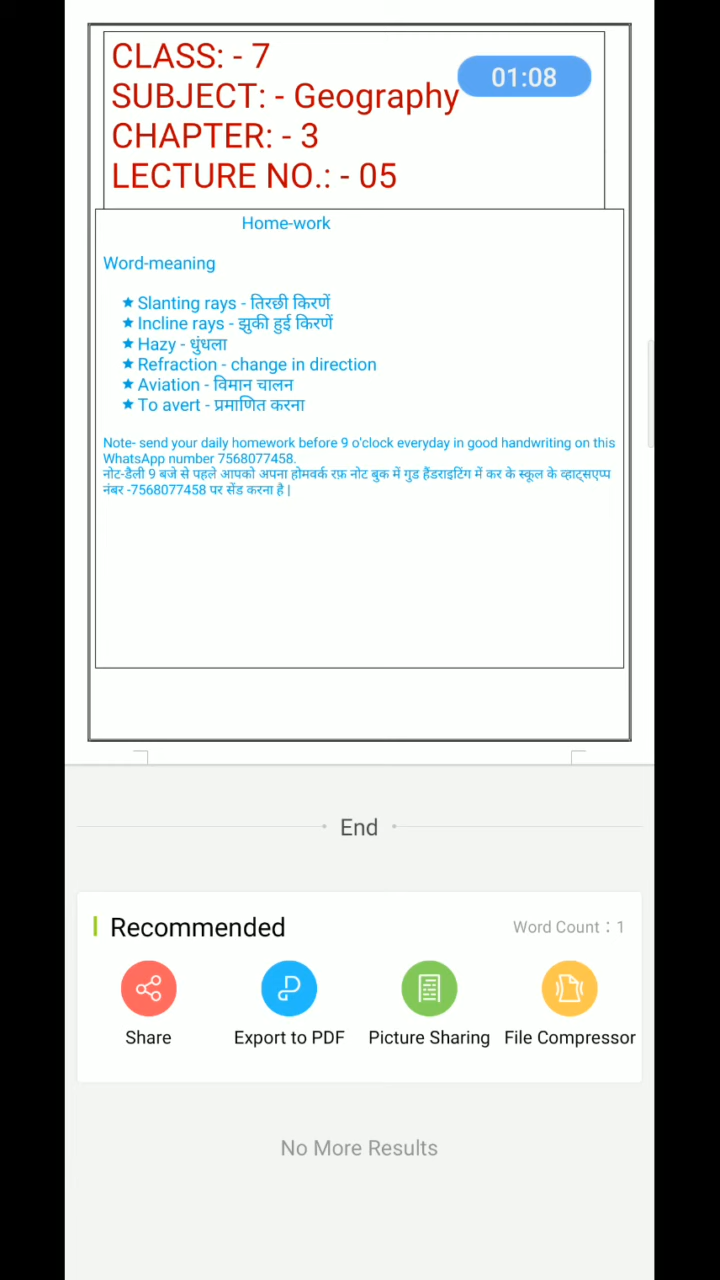 CLASS: - 7
01:08
SUBJECT: - Geography
CHAPTER: - 3
LECTURE NO.: - 05
Home-work
Word-meaning
★ Slanting rays - तिरछी किरणें
★ Incline rays - झुकी हुई किरणें
★ Hazy - धुंधला
★ Refraction - change in direction
★ Aviation - विमान चालन
★ To avert - प्रमाणित करना
Note- send your daily homework before 9 o'clock everyday in good handwriting on this
WhatsApp number 7568077458.
नोट-डैली 9 बजे से पहले आपको अपना होमवर्क रफ़ नोट बुक में गुड हैंडराइटिंग में कर के स्कूल के व्हाट्सएप्प
नंबर -7568077458 पर सेंड करना है |
End
Recommended
Word Count : 1
Share
Export to PDF
Picture Sharing
File Compressor
No More Results